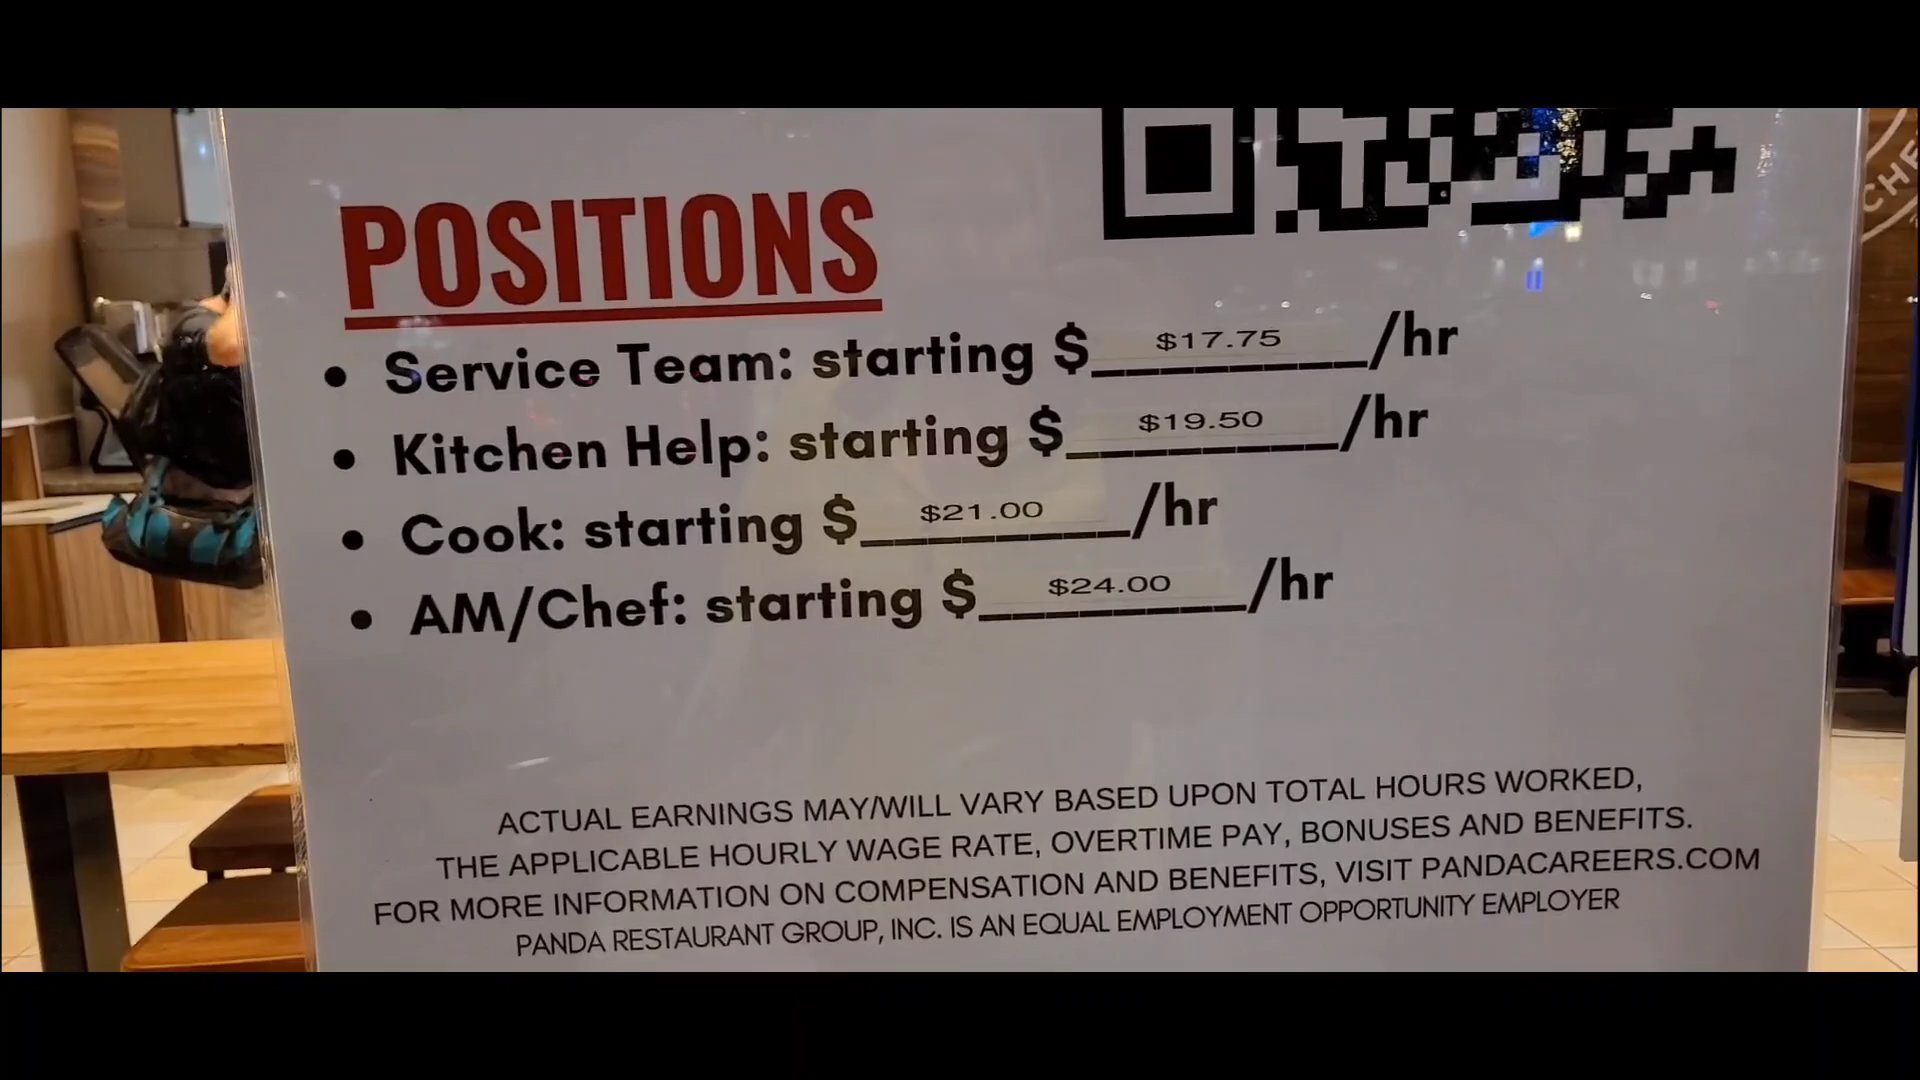 POSITIONS
• Service Team: starting $ $17.75 /hr
• Kitchen Help: starting $ $19.50 /hr
• Cook: starting $ $21.00 /hr
• AM/Chef: starting $ $24.00 /hr
ACTUAL EARNINGS MAY/WILL VARY BASED UPON TOTAL HOURS WORKED,
THE APPLICABLE HOURLY WAGE RATE, OVERTIME PAY, BONUSES AND BENEFITS.
FOR MORE INFORMATION ON COMPENSATION AND BENEFITS, VISIT PANDACAREERS.COM
PANDA RESTAURANT GROUP, INC. IS AN EQUAL EMPLOYMENT OPPORTUNITY EMPLOYER